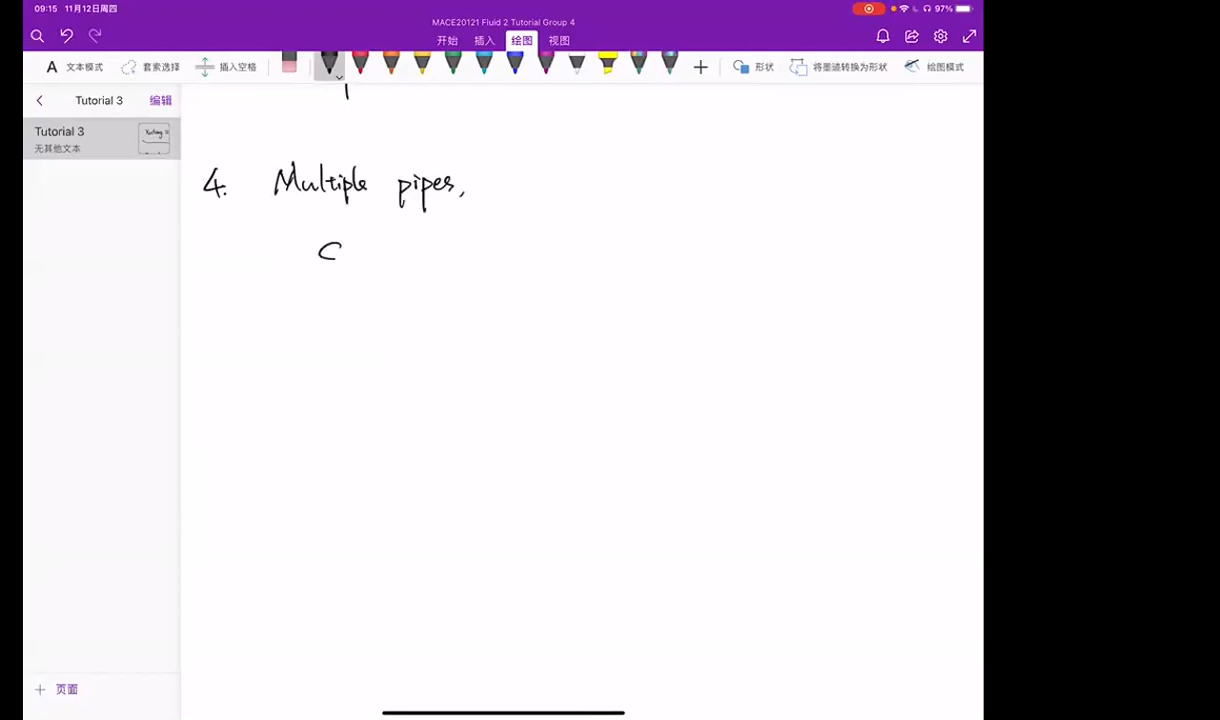 09:15 11月12日周四 97%
MACE20121 Fluid 2 Tutorial Group 4
开始 插入 绘图 视图
A 文本模式 套索选择 插入空格 形状 将墨迹转换为形状 绘图模式
Tutorial 3 编辑
Tutorial 3
无其他文本
4. Multiple pipes,
C
页面